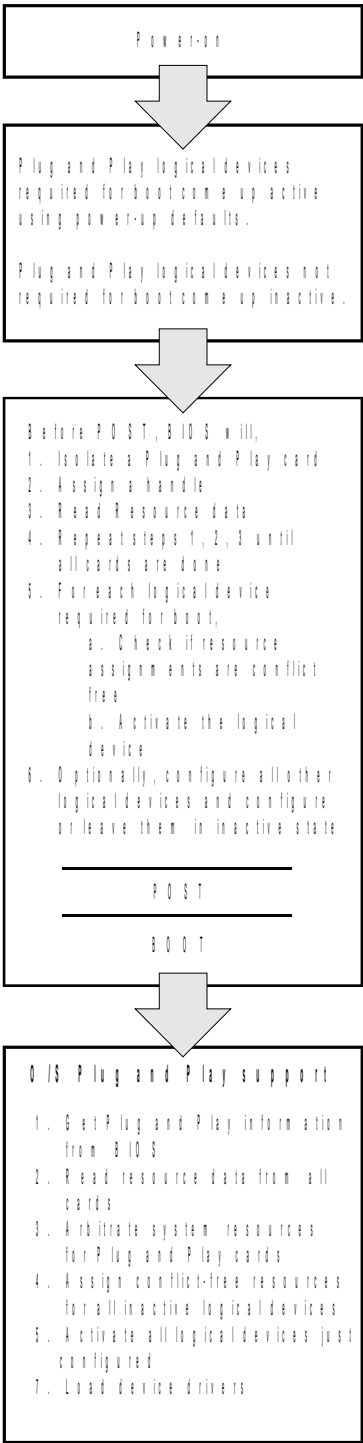 Power-on
Plug and Play logical devices
required for boot come up active
using power-up defaults.
Plug and Play logical devices not
required for boot come up inactive.
Before POST, BIOS will,
1. Isolate a Plug and Play card
2. Assign a handle
3. Read Resource data
4. Repeat steps 1, 2, 3 until
all cards are done
5. For each logical device
required for boot,
a. Check if resource
assignments are conflict
free
b. Activate the logical
device
6. Optionally, configure all other
logical devices and configure
or leave them in inactive state
POST
BOOT
O/S Plug and Play support
1. Get Plug and Play information
from BIOS
2. Read resource data from all
cards
3. Arbitrate system resources
for Plug and Play cards
4. Assign conflict-free resources
for all inactive logical devices
5. Activate all logical devices just
configured
7. Load device drivers